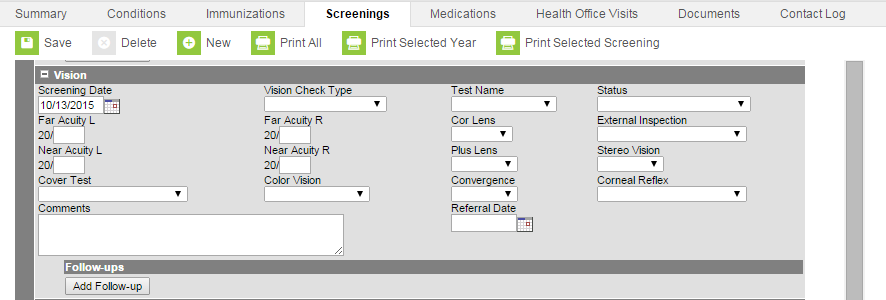 Summary Conditions Immunizations Screenings Medications Health Office Visits Documents Contact Log
Save Delete New Print All Print Selected Year Print Selected Screening
Vision
Screening Date Vision Check Type Test Name Status
10/13/2015
Far Acuity L Far Acuity R Cor Lens External Inspection
20/ 20/
Near Acuity L Near Acuity R Plus Lens Stereo Vision
20/ 20/
Cover Test Color Vision Convergence Corneal Reflex
Comments Referral Date
Follow-ups
Add Follow-up